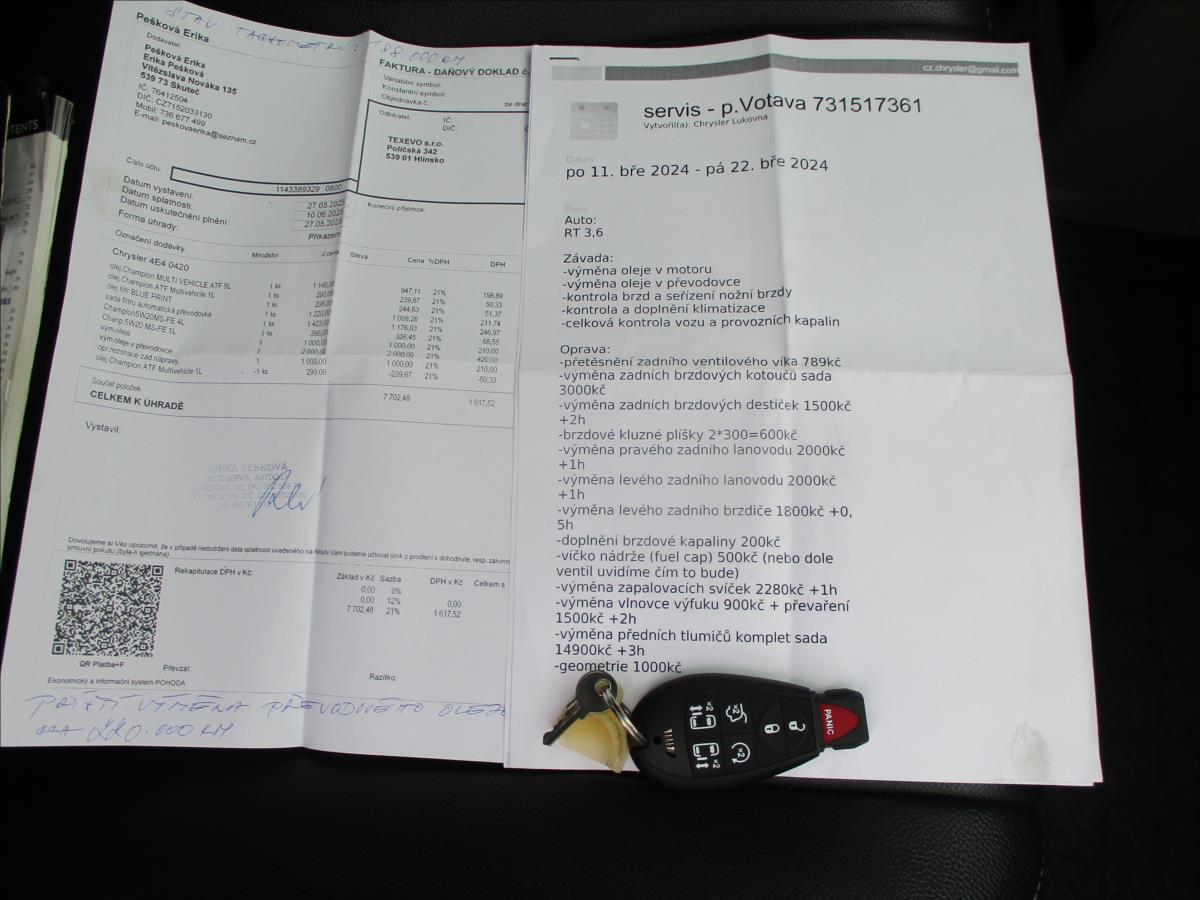 STAV TACHOMETRU: 188.000 KM
Pešková Erika
Dodavatel:
Pešková Erika
Erika Pešková
Vítězslava Nováka 135
539 73 Skuteč
IČ: 76412504
DIČ: CZ7152033130
Mobil: 736 677 499
E-mail: peskovaerika@seznam.cz
FAKTURA - DAŇOVÝ DOKLAD č.
Variabilní symbol:
Konstantní symbol:
Objednávka č.: ze dne
Odběratel: IČ:
DIČ:
TEXEVO s.r.o.
Poličská 342
539 01 Hlinsko
Číslo účtu: 1143389329 0800
Datum vystavení: 27.05.2025
Datum splatnosti: 10.06.2025
Datum uskutečnění plnění: 27.05.2025
Forma úhrady: Příkazem
Konečný příjemce:
Označení dodávky Množství J.cena Sleva Cena %DPH DPH
Chrysler 4E4 0420
olej.Champion MULTI VEHICLE ATF 5L 1 ks 1 146,00 947,11 21% 198,89
olej.Champion ATF Multivehicle 1L 1 ks 290,00 239,67 21% 50,33
olej filtr BLUE PRINT 1 ks 296,00 244,63 21% 51,37
sada filtru automatická převodovka 1 ks 1 220,00 1 008,26 21% 211,74
Champion5W20MS-FE 4L 1 ks 1 423,00 1 176,03 21% 246,97
Chanp.5W20 MS-FE 1L 1 ks 395,00 326,45 21% 68,55
vým.oleje 1 1 000,00 1 000,00 21% 210,00
vým.oleje v převodovce 1 2 000,00 2 000,00 21% 420,00
opr.rezonace zad nápravy, 1 1 000,00 1 000,00 21% 210,00
olej.Champion ATF Multivehicle 1L -1 ks 290,00 -239,67 21% -50,33
Součet položek 7 702,48 1 617,52
CELKEM K ÚHRADĚ
Vystavil:
ERIKA PEŠKOVÁ
AUTOSERVIS, AUTODÍLY
Dovolujeme si Vás upozornit, že v případě nedodržení data splatnosti uvedeného na faktuře Vám budeme účtovat úrok z prodlení v dohodnuté, resp. zákonn
smluvní pokutu (byla-li sjednána)
Rekapitulace DPH v Kč Základ v Kč Sazba DPH v Kč Celkem s
0,00 0%
0,00 12% 0,00
7 702,48 21% 1 617,52
QR Platba+F
Převzal: Razítko:
Ekonomický a informační systém POHODA
PŘÍŠTÍ VÝMĚNA PŘEVODNÉHO OLEJE
220.000 KM
cz.chrysler@gmail.com
servis - p.Votava 731517361
Vytvořil(a): Chrysler Lukovna
Datum
po 11. bře 2024 - pá 22. bře 2024
Popis
Auto:
RT 3,6
Závada:
-výměna oleje v motoru
-výměna oleje v převodovce
-kontrola brzd a seřízení nožní brzdy
-kontrola a doplnění klimatizace
-celková kontrola vozu a provozních kapalin
Oprava:
-přetěsnění zadního ventilového víka 789kč
-výměna zadních brzdových kotoučů sada
3000kč
-výměna zadních brzdových destiček 1500kč
+2h
-brzdové kluzné plíšky 2*300=600kč
-výměna pravého zadního lanovodu 2000kč
+1h
-výměna levého zadního lanovodu 2000kč
+1h
-výměna levého zadního brzdiče 1800kč +0,
5h
-doplnění brzdové kapaliny 200kč
-víčko nádrže (fuel cap) 500kč (nebo dole
ventil uvidíme čím to bude)
-výměna zapalovacích svíček 2280kč +1h
-výměna vlnovce výfuku 900kč + převaření
1500kč +2h
-výměna předních tlumičů komplet sada
14900kč +3h
-geometrie 1000kč
x2 x2
x2 x2
PANIC